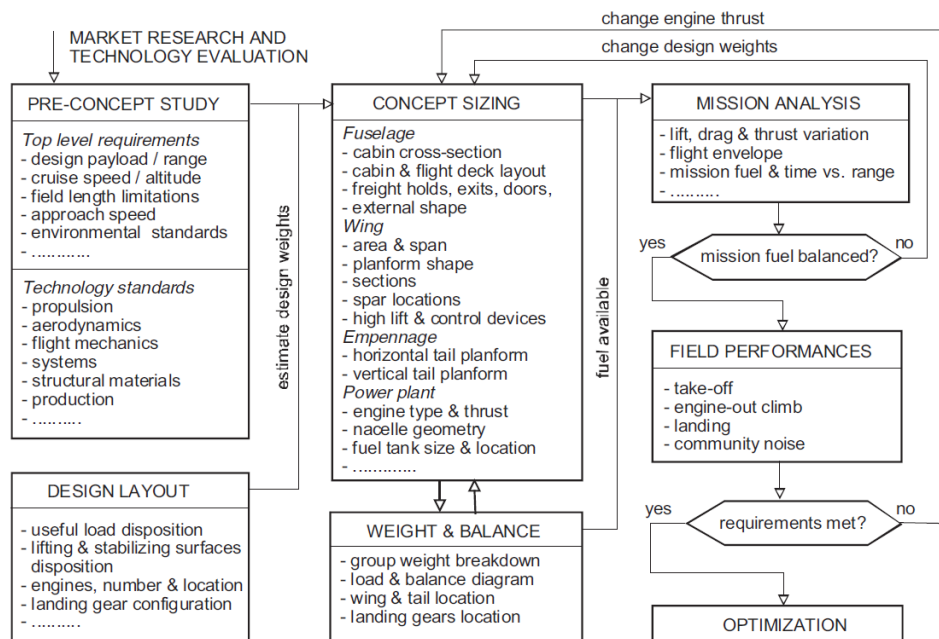 MARKET RESEARCH AND
TECHNOLOGY EVALUATION
change engine thrust
change design weights
PRE-CONCEPT STUDY
Top level requirements
- design payload / range
- cruise speed / altitude
- field length limitations
- approach speed
- environmental standards
- ............
Technology standards
- propulsion
- aerodynamics
- flight mechanics
- systems
- structural materials
- production
- ..........
DESIGN LAYOUT
- useful load disposition
- lifting & stabilizing surfaces
disposition
- engines, number & location
- landing gear configuration
- ..........
estimate design weights
CONCEPT SIZING
Fuselage
- cabin cross-section
- cabin & flight deck layout
- freight holds, exits, doors,
- external shape
Wing
- area & span
- planform shape
- sections
- spar locations
- high lift & control devices
Empennage
- horizontal tail planform
- vertical tail planform
Power plant
- engine type & thrust
- nacelle geometry
- fuel tank size & location
- .............
WEIGHT & BALANCE
- group weight breakdown
- load & balance diagram
- wing & tail location
- landing gears location
fuel available
MISSION ANALYSIS
- lift, drag & thrust variation
- flight envelope
- mission fuel & time vs. range
- ..........
yes
mission fuel balanced?
no
FIELD PERFORMANCES
- take-off
- engine-out climb
- landing
- community noise
yes
requirements met?
no
OPTIMIZATION